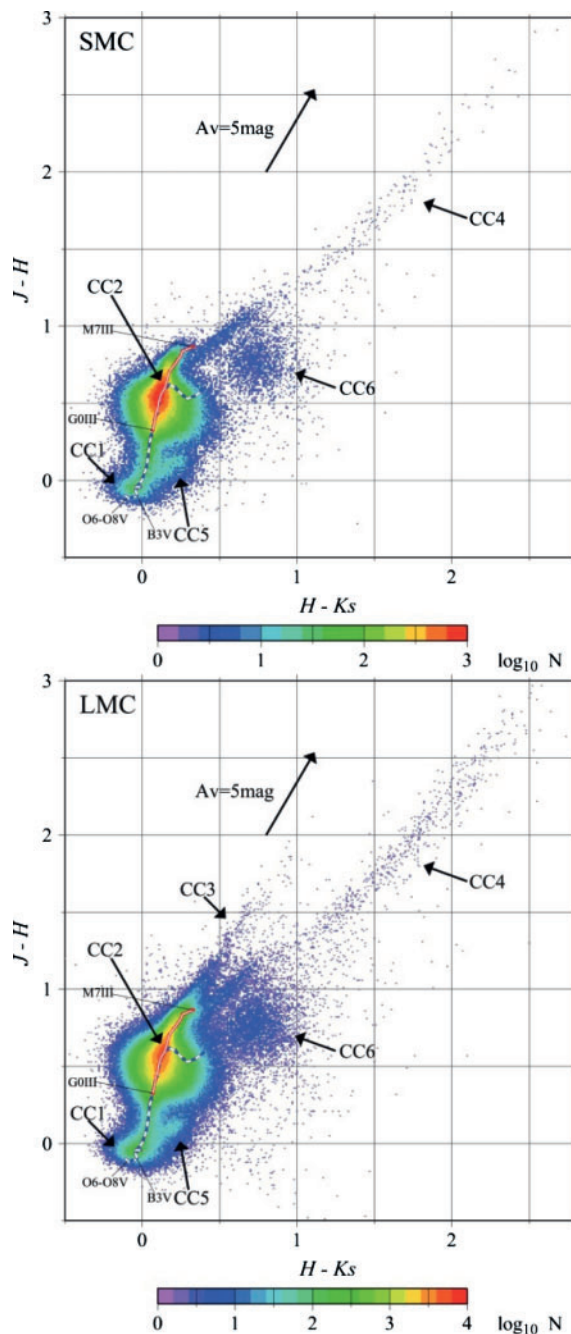 SMC
3
Av=5mag
2
CC4
J - H
CC2
1
M7III
CC6
G0III
CC1
0
O6-O8V
B3V
CC5
0 1 2
H - Ks
0 1 2 3 log10 N
LMC
3
Av=5mag
2
CC3
CC4
J - H
CC2
1
M7III
CC6
G0III
CC1
0
O6-O8V
B3V
CC5
0 1 2
H - Ks
0 1 2 3 4 log10 N